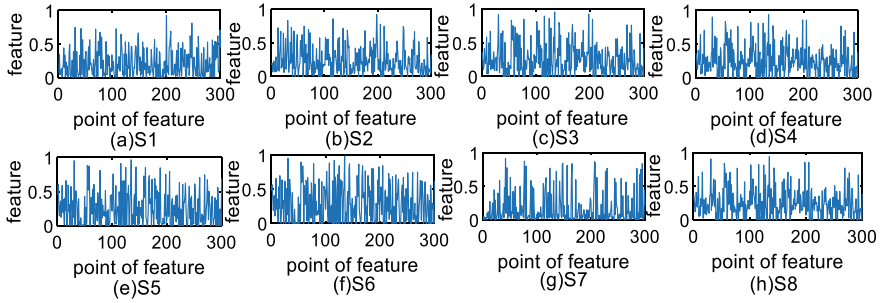 feature feature feature feature
1 1 1 1
0.5 0.5 0.5 0.5
0 0 0 0
0 100 200 300 0 100 200 300 0 100 200 300 0 100 200 300
point of feature point of feature point of feature point of feature
(a)S1 (b)S2 (c)S3 (d)S4
feature feature feature feature
1 1 1 1
0.5 0.5 0.5 0.5
0 0 0 0
0 100 200 300 0 100 200 300 0 100 200 300 0 100 200 300
point of feature point of feature point of feature point of feature
(e)S5 (f)S6 (g)S7 (h)S8